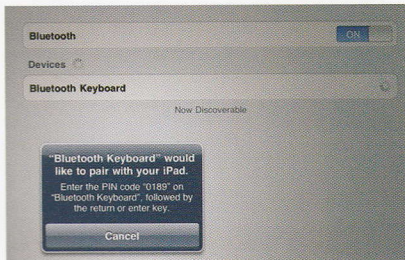 Bluetooth
ON
Devices
Bluetooth Keyboard
Now Discoverable
"Bluetooth Keyboard" would
like to pair with your iPad.
Enter the PIN code "0189" on
"Bluetooth Keyboard", followed by
the return or enter key.
Cancel